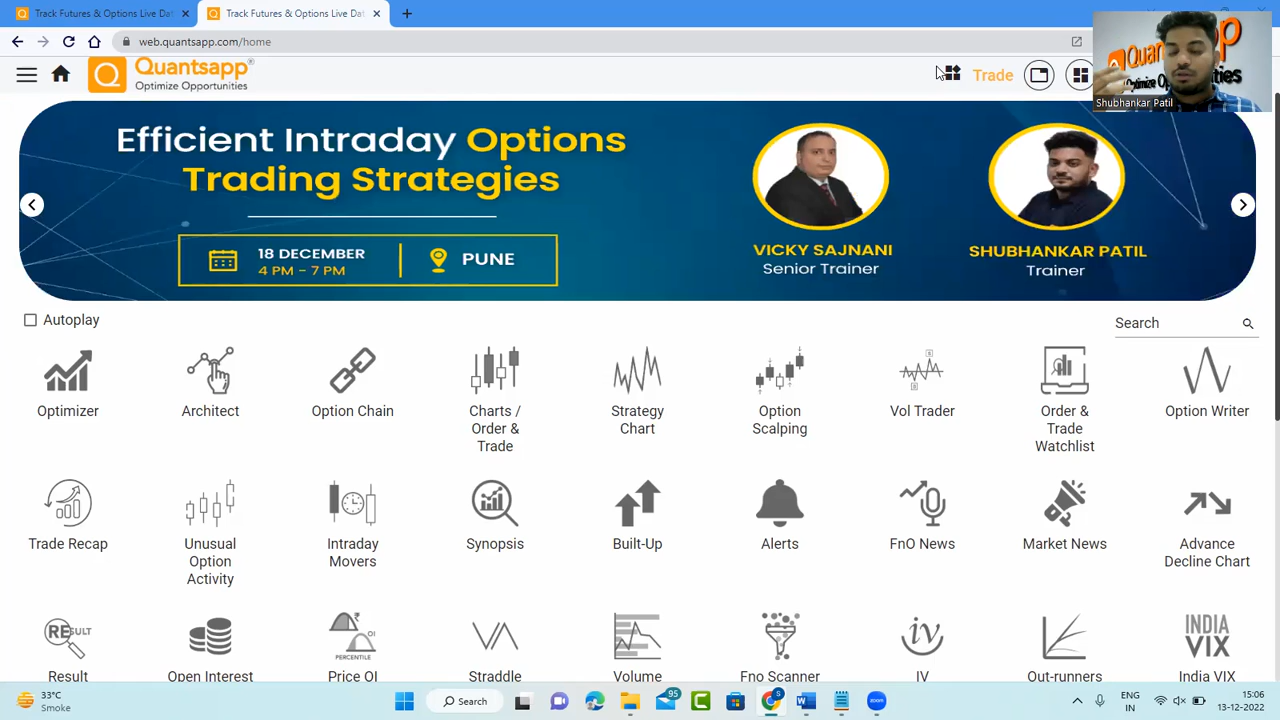 Track Futures & Options Live Dat
Track Futures & Options Live Dat
web.quantsapp.com/home
Quantsapp®
Optimize Opportunities
Trade
Shubhankar Patil
Efficient Intraday Options
Trading Strategies
18 DECEMBER
4 PM – 7 PM
PUNE
VICKY SAJNANI
Senior Trainer
SHUBHANKAR PATIL
Trainer
Autoplay
Search
Optimizer
Architect
Option Chain
Charts /
Order &
Trade
Strategy
Chart
Option
Scalping
Vol Trader
Order &
Trade
Watchlist
Option Writer
Trade Recap
Unusual
Option
Activity
Intraday
Movers
Synopsis
Built-Up
Alerts
FnO News
Market News
Advance
Decline Chart
RESULT
Result
Open Interest
PERCENTILE
Price OI
Straddle
Volume
Fno Scanner
iv
IV
Out-runners
INDIA
VIX
India VIX
33°C
Smoke
Search
95
S
zoom
ENG
IN
15:06
13-12-2022